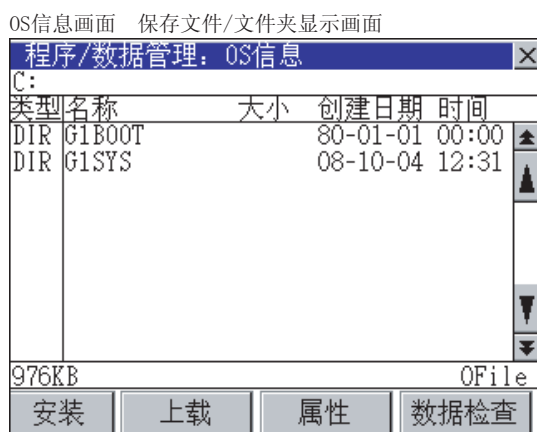 OS信息画面 保存文件/文件夹显示画面
程序/数据管理：OS信息
C:
类型 名称 大小 创建日期 时间
DIR G1BOOT 80-01-01 00:00
DIR G1SYS 08-10-04 12:31
976KB 0File
安装 上载 属性 数据检查